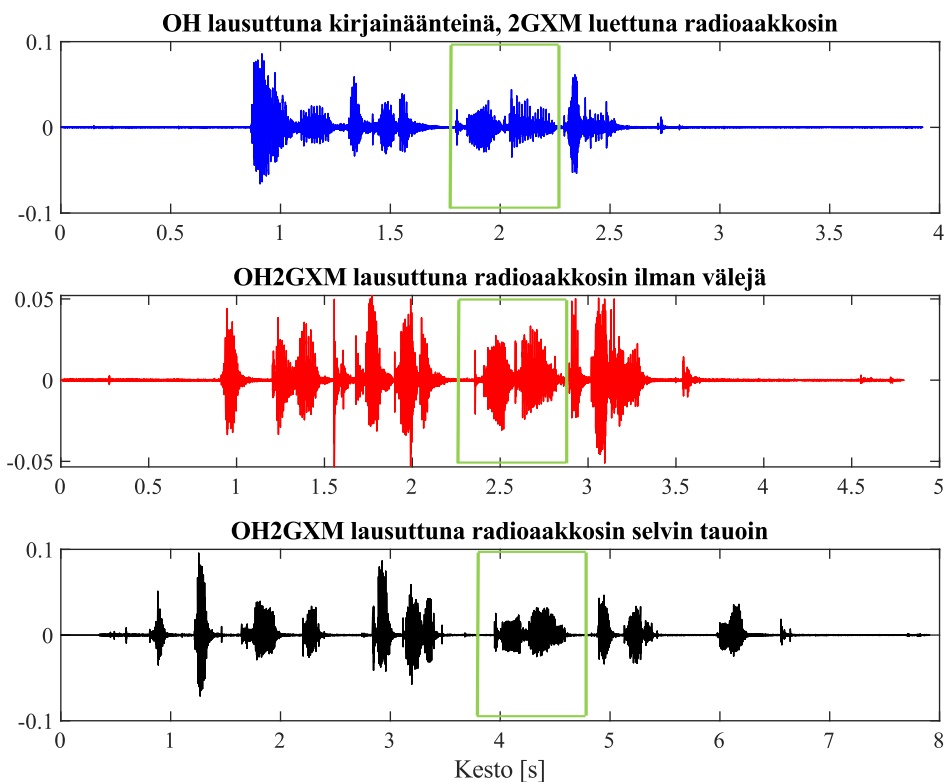 OH lausuttuna kirjainäänteinä, 2GXM luettuna radioaakkosin
0.1
0
-0.1
0 0.5 1 1.5 2 2.5 3 3.5 4
OH2GXM lausuttuna radioaakkosin ilman välejä
0.05
0
-0.05
0 0.5 1 1.5 2 2.5 3 3.5 4 4.5 5
OH2GXM lausuttuna radioaakkosin selvin tauoin
0.1
0
-0.1
0 1 2 3 4 5 6 7 8
Kesto [s]